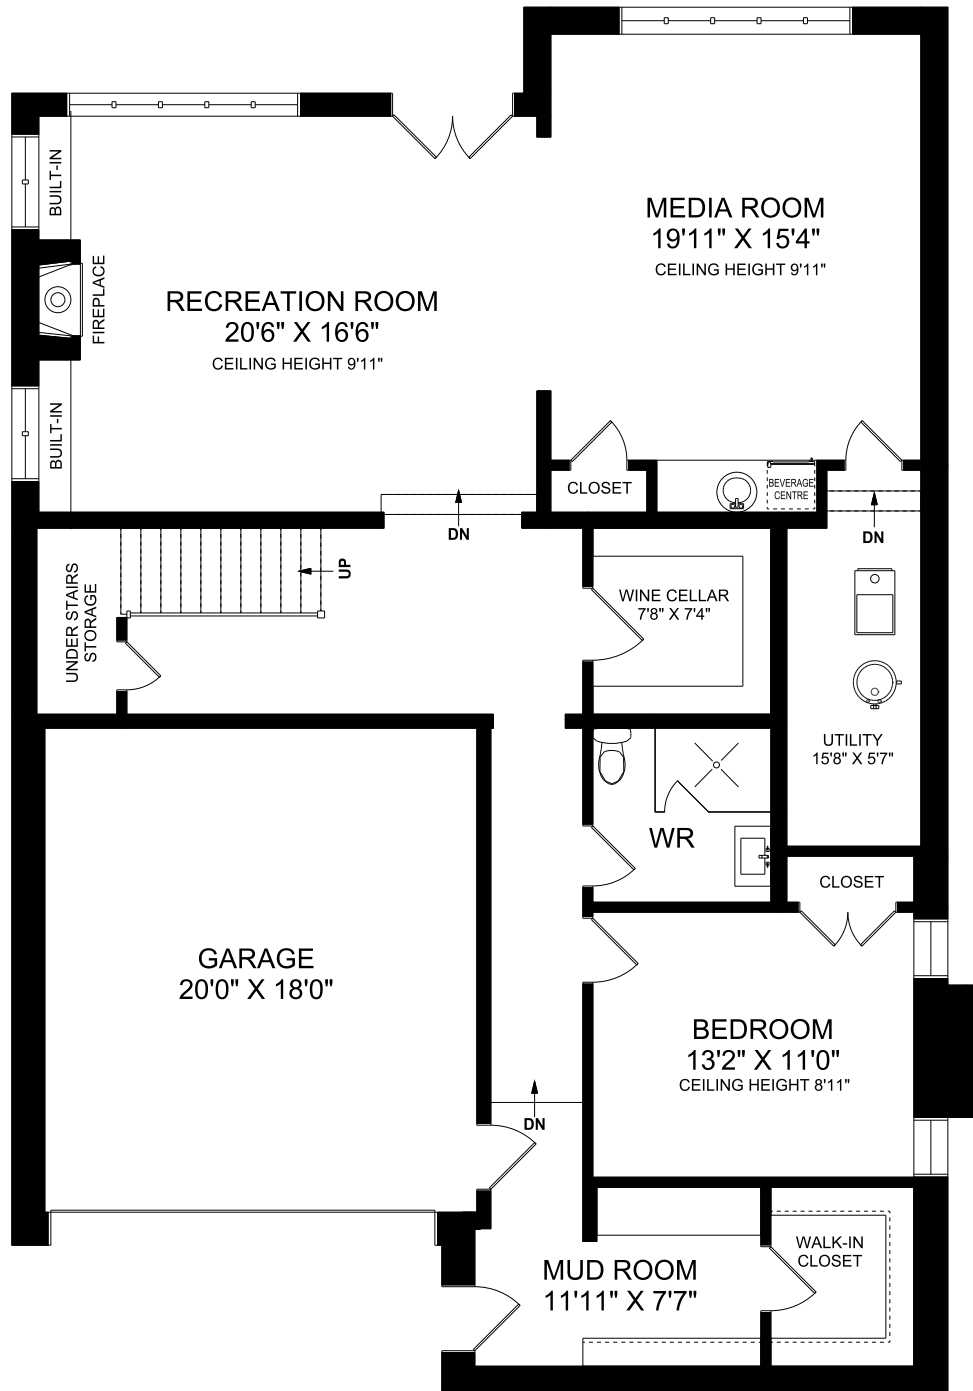 BUILT-IN
MEDIA ROOM
19'11" X 15'4"
CEILING HEIGHT 9'11"
FIREPLACE
RECREATION ROOM
20'6" X 16'6"
CEILING HEIGHT 9'11"
BUILT-IN
CLOSET
BEVERAGE
CENTRE
DN
DN
UP
UNDER STAIRS
STORAGE
WINE CELLAR
7'8" X 7'4"
UTILITY
15'8" X 5'7"
WR
CLOSET
GARAGE
20'0" X 18'0"
BEDROOM
13'2" X 11'0"
CEILING HEIGHT 8'11"
DN
WALK-IN
CLOSET
MUD ROOM
11'11" X 7'7"